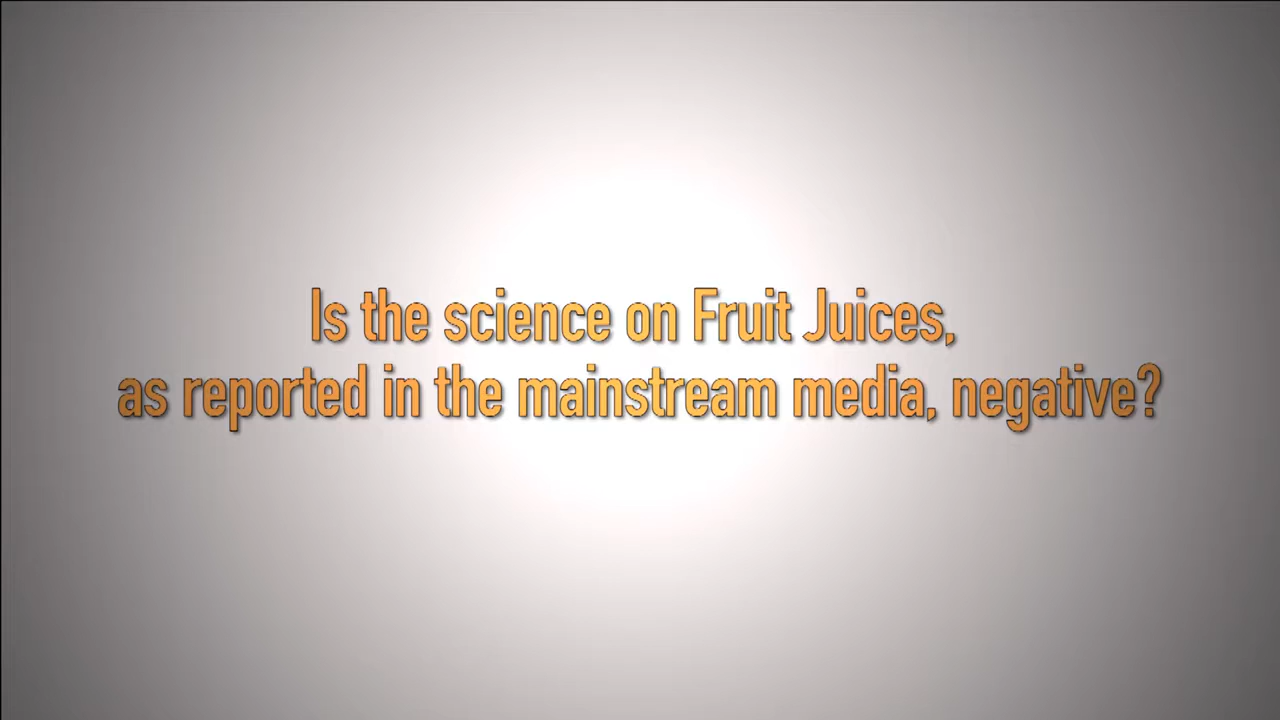 Is the science on Fruit Juices,
as reported in the mainstream media, negative?